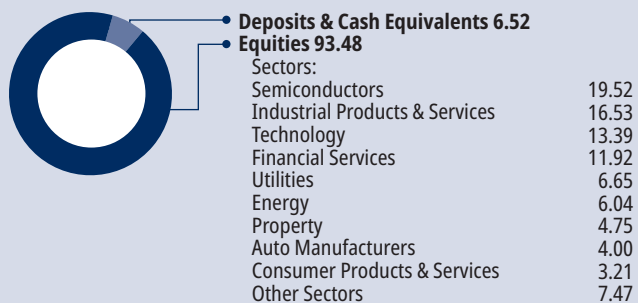 Deposits & Cash Equivalents 6.52
Equities 93.48
Sectors:
Semiconductors 19.52
Industrial Products & Services 16.53
Technology 13.39
Financial Services 11.92
Utilities 6.65
Energy 6.04
Property 4.75
Auto Manufacturers 4.00
Consumer Products & Services 3.21
Other Sectors 7.47